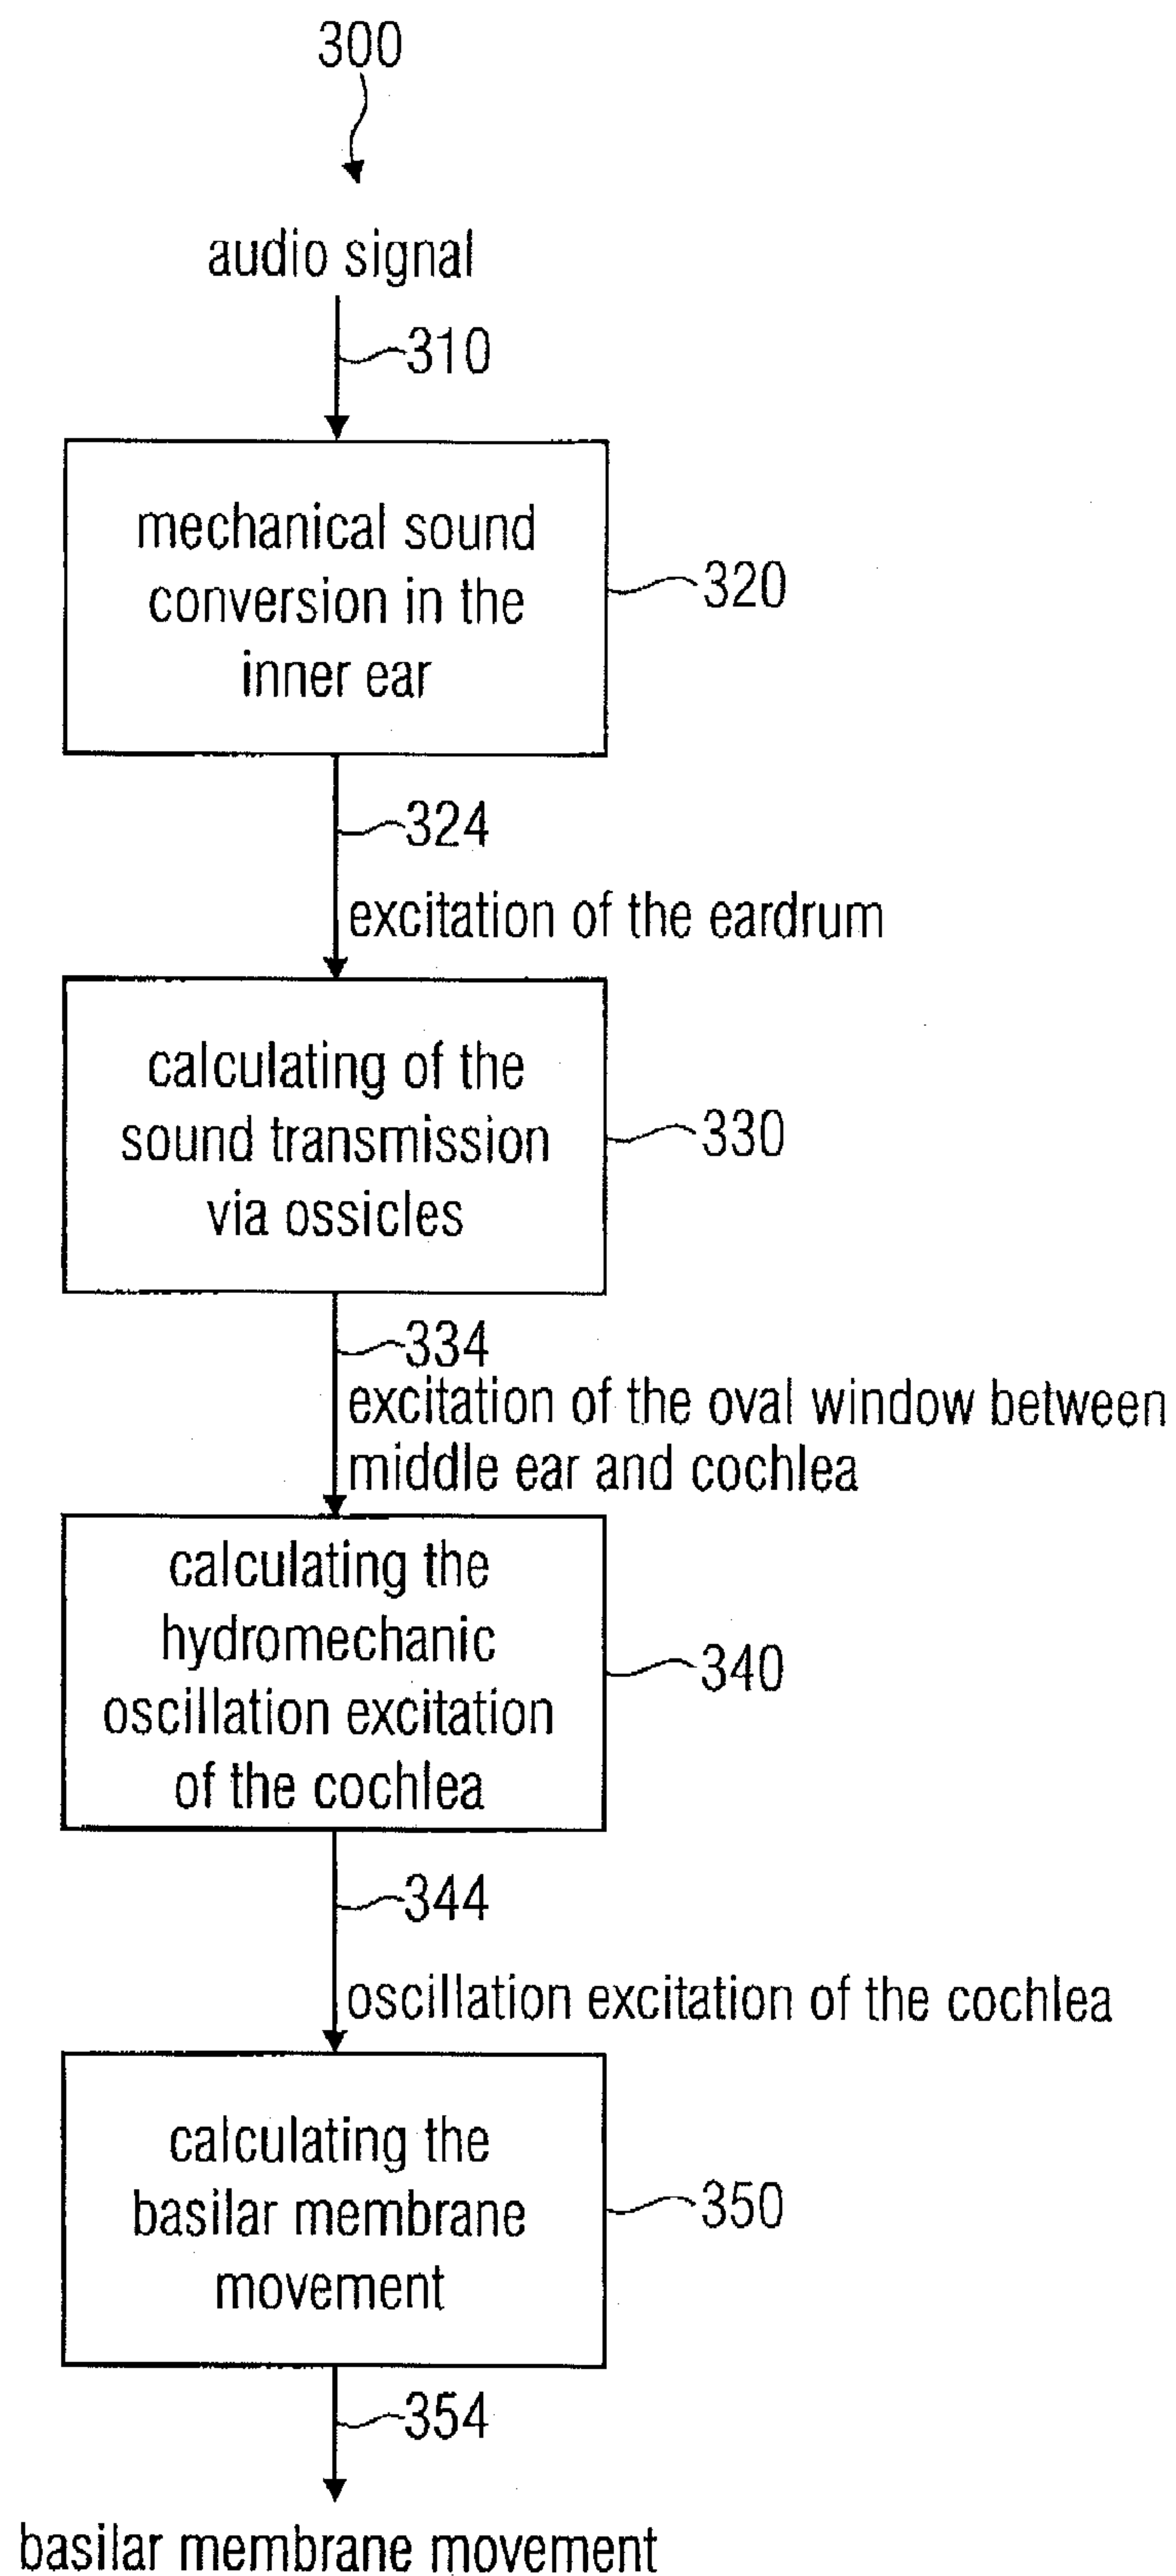 300
audio signal
310
mechanical sound
conversion in the
inner ear
320
324
excitation of the eardrum
calculating of the
sound transmission
via ossicles
330
334
excitation of the oval window between
middle ear and cochlea
calculating the
hydromechanic
oscillation excitation
of the cochlea
340
344
oscillation excitation of the cochlea
calculating the
basilar membrane
movement
350
354
basilar membrane movement